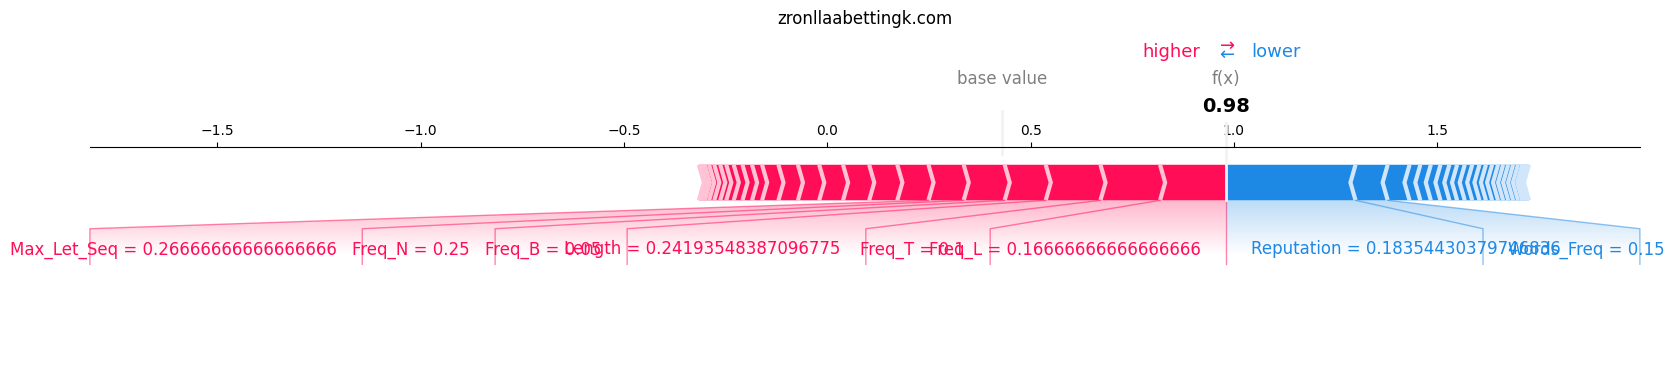 zronllaabettingk.com
higher ⇄ lower
base value f(x)
0.98
−1.5 −1.0 −0.5 0.0 0.5 1.0 1.5
Max_Let_Seq = 0.26666666666666666 Freq_N = 0.25 Freq_B = 0.05 Length = 0.24193548387096775 Freq_T = 0.1 Freq_L = 0.16666666666666666 Reputation = 0.18354430379746836 Words_Freq = 0.15